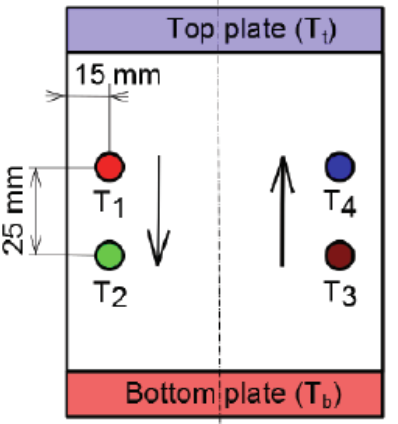 Top plate (Tt)
15 mm
25 mm
T1
T4
T2
T3
Bottom plate (Tb)